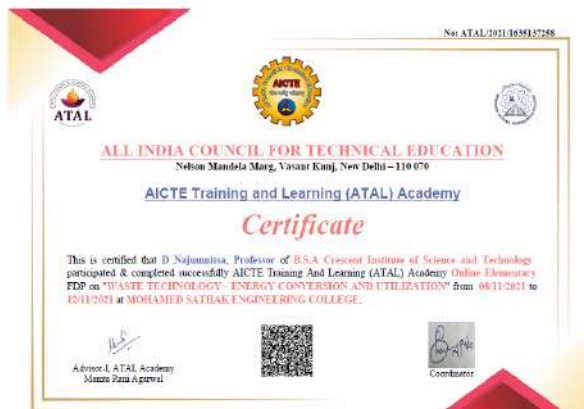 No: ATAL/2021/1635137258
ATAL
AICTE
ALL INDIA COUNCIL FOR TECHNICAL EDUCATION
Nelson Mandela Marg, Vasant Kunj, New Delhi – 110 070
AICTE Training and Learning (ATAL) Academy
Certificate
This is certified that D Najumnissa, Professor of B.S.A Crescent Institute of Science and Technology
participated & completed successfully AICTE Training And Learning (ATAL) Academy Online Elementary
FDP on "WASTE TECHNOLOGY - ENERGY CONVERSION AND UTILIZATION" from 08/11/2021 to
12/11/2021 at MOHAMED SATHAK ENGINEERING COLLEGE.
Advisor-I, ATAL Academy
Mamta Rani Agarwal
Coordinator